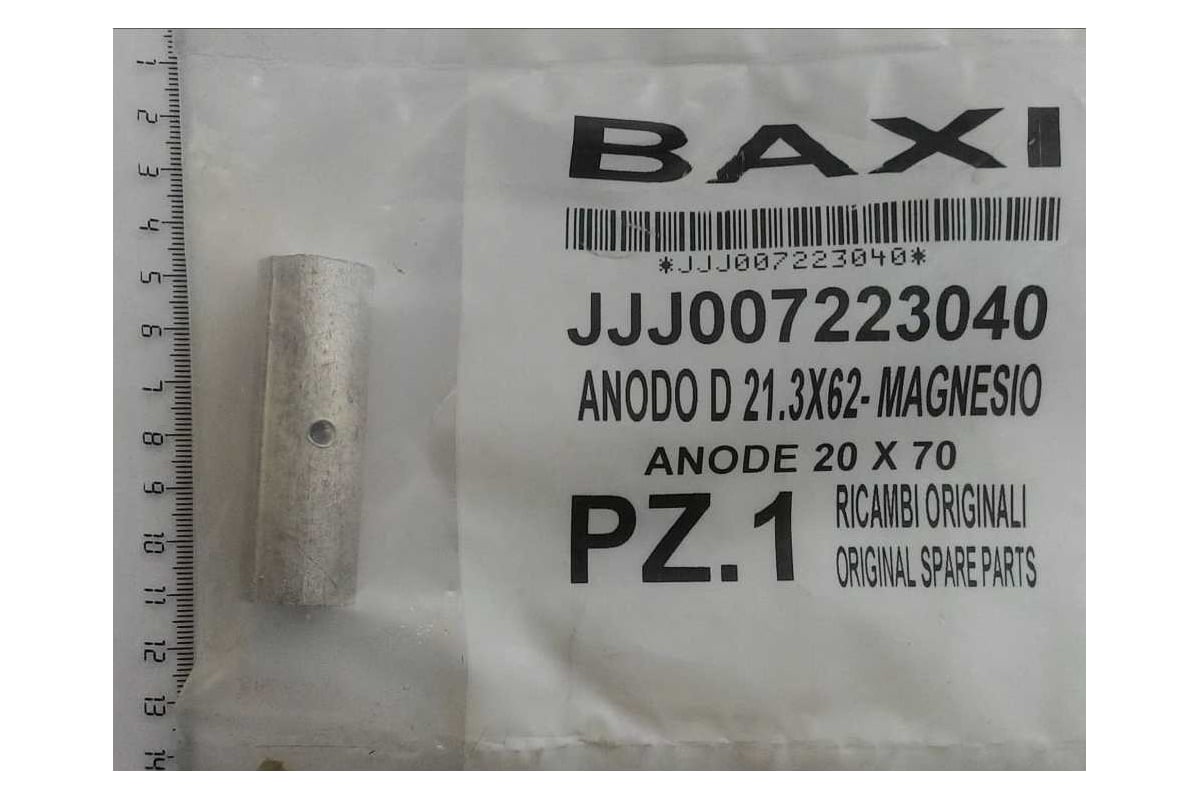 BAXI
*JJJ007223040*
JJJ007223040
ANODO D 21.3X62- MAGNESIO
ANODE 20 X 70
PZ.1
RICAMBI ORIGINALI
ORIGINAL SPARE PARTS
1
2
3
4
5
6
7
8
9
10
11
12
13
14